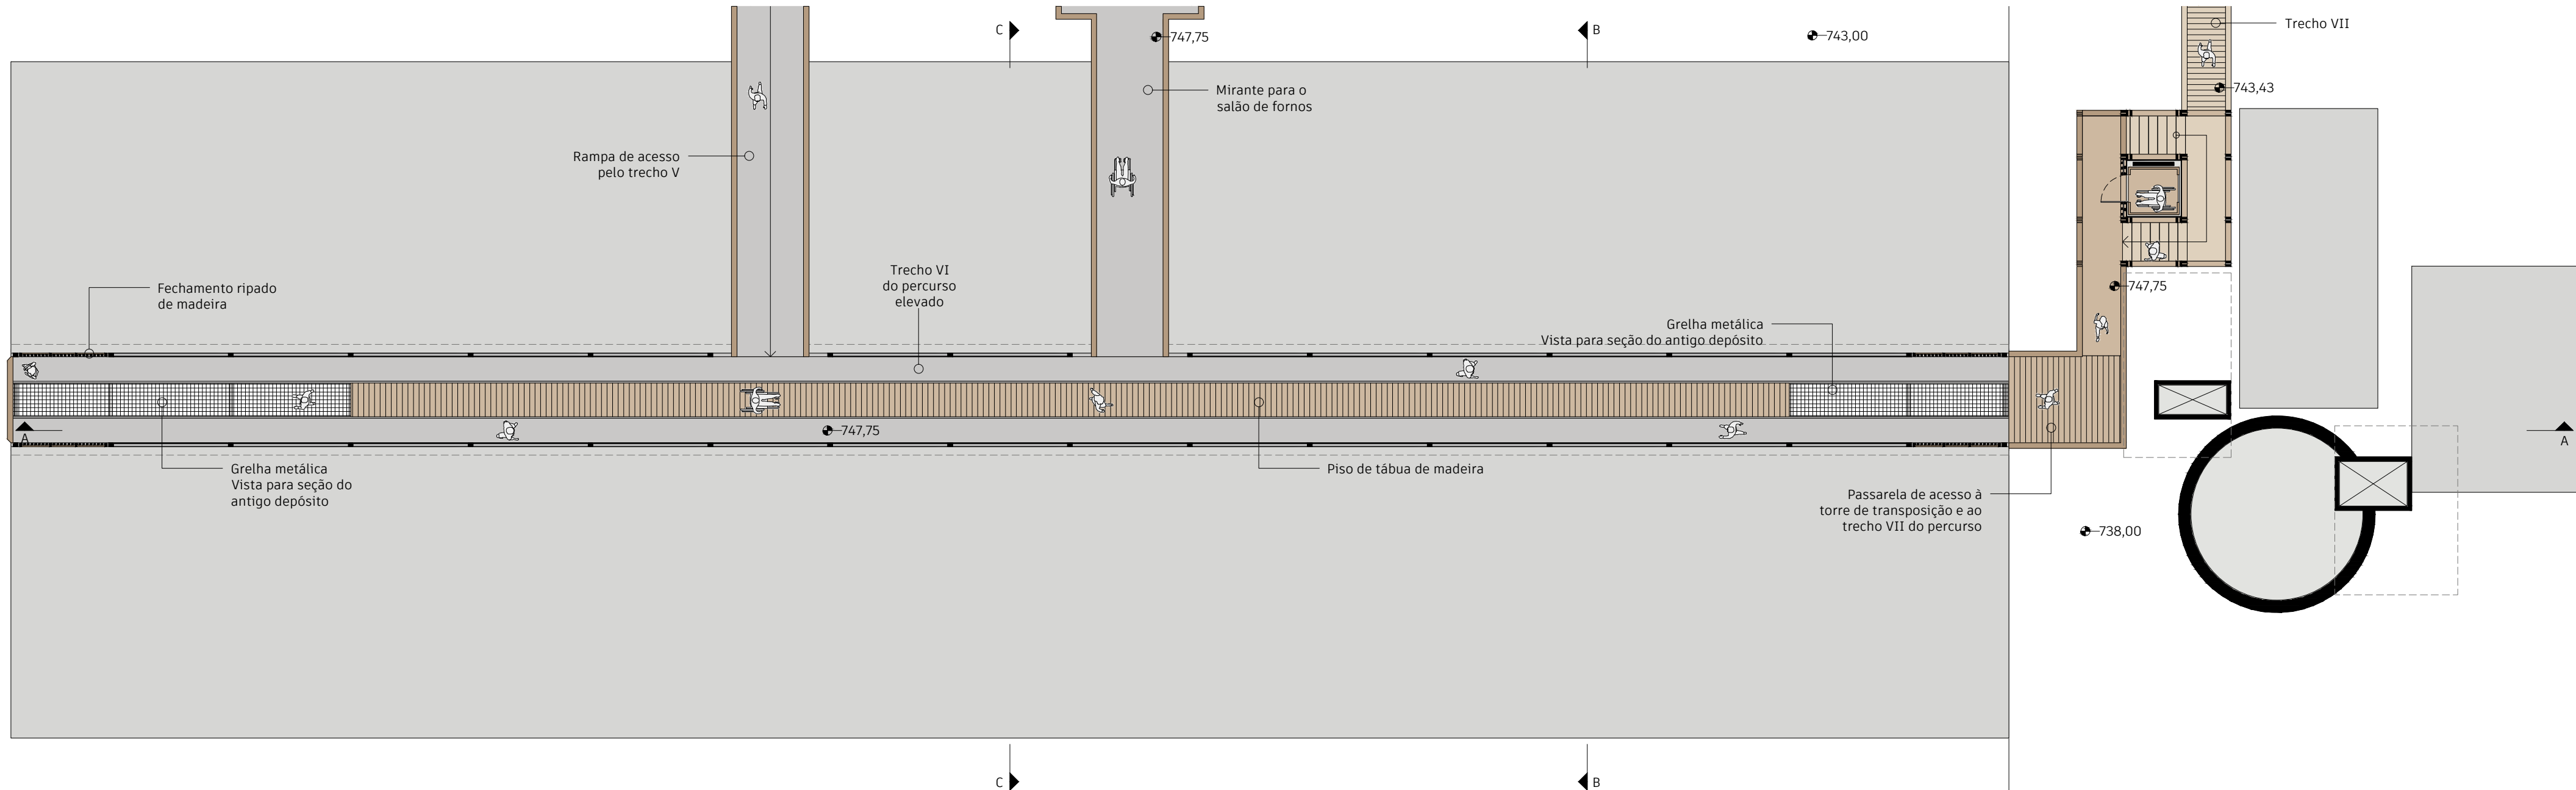 C
747,75
B
743,00
Trecho VII
743,43
Mirante para o
salão de fornos
Rampa de acesso
pelo trecho V
Trecho VI
do percurso
elevado
Fechamento ripado
de madeira
747,75
Grelha metálica
Vista para seção do antigo depósito
A
747,75
A
Grelha metálica
Vista para seção do
antigo depósito
Piso de tábua de madeira
Passarela de acesso à
torre de transposição e ao
trecho VII do percurso
738,00
C
B